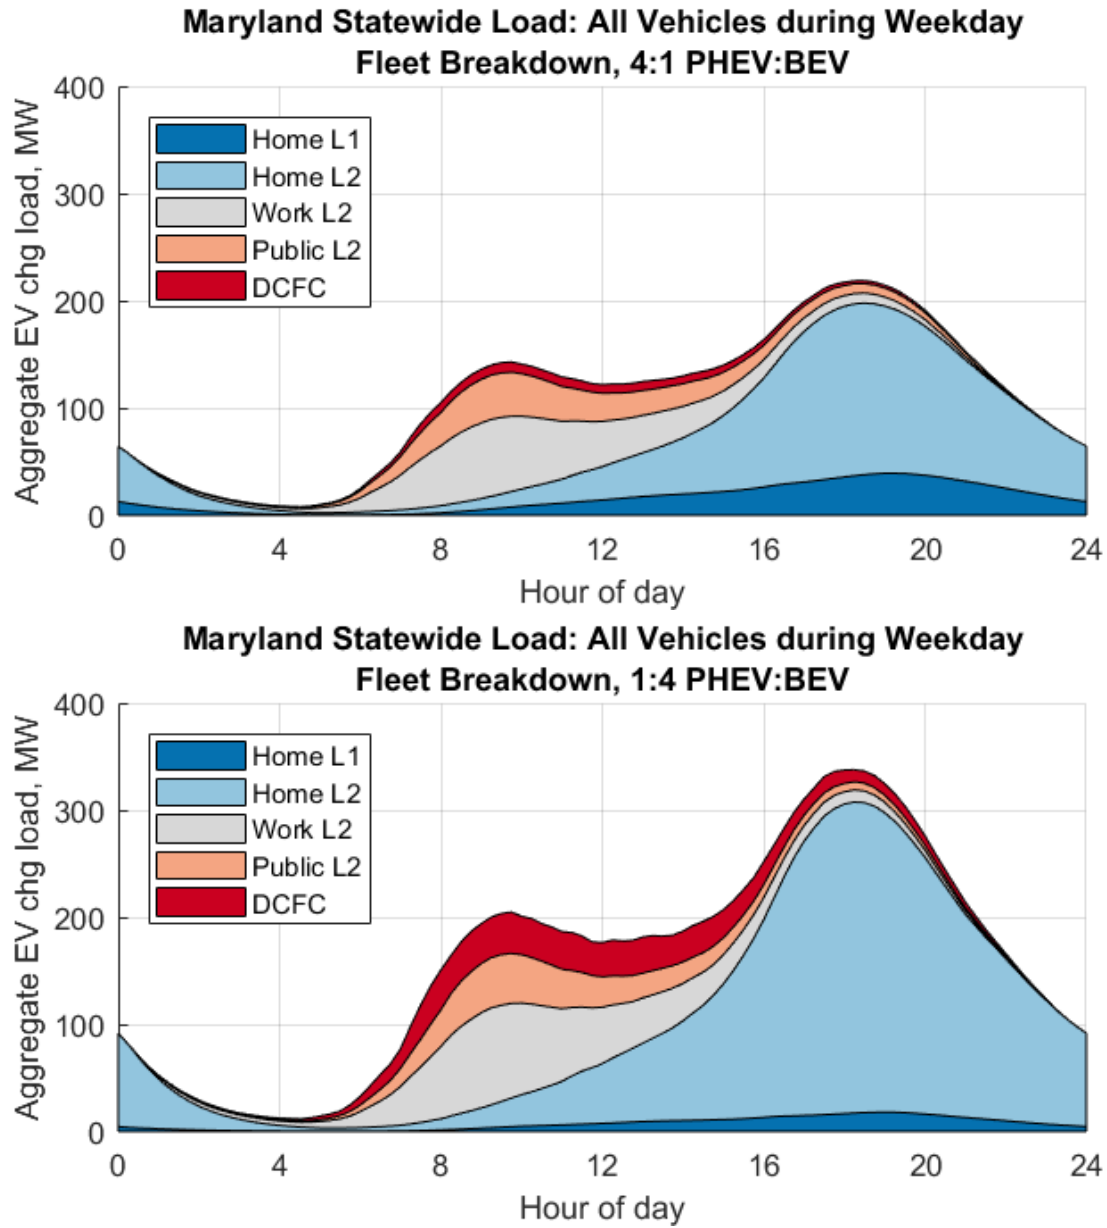 Maryland Statewide Load: All Vehicles during Weekday
Fleet Breakdown, 4:1 PHEV:BEV
Aggregate EV chg load, MW
400
300
200
100
0
Home L1
Home L2
Work L2
Public L2
DCFC
0 4 8 12 16 20 24
Hour of day
Maryland Statewide Load: All Vehicles during Weekday
Fleet Breakdown, 1:4 PHEV:BEV
Aggregate EV chg load, MW
400
300
200
100
0
Home L1
Home L2
Work L2
Public L2
DCFC
0 4 8 12 16 20 24
Hour of day